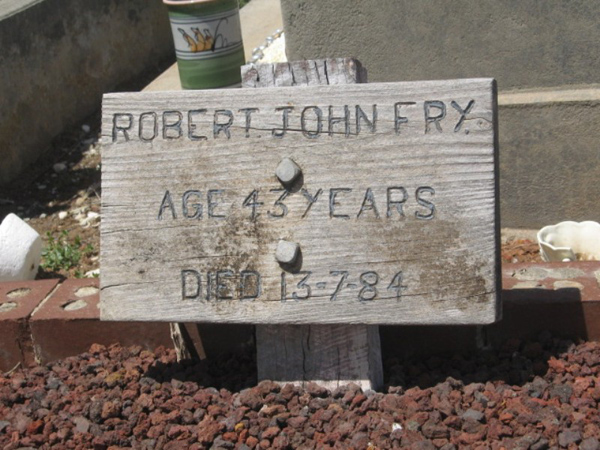 ROBERT JOHN FRY.
AGE 43 YEARS
DIED 13-7-84